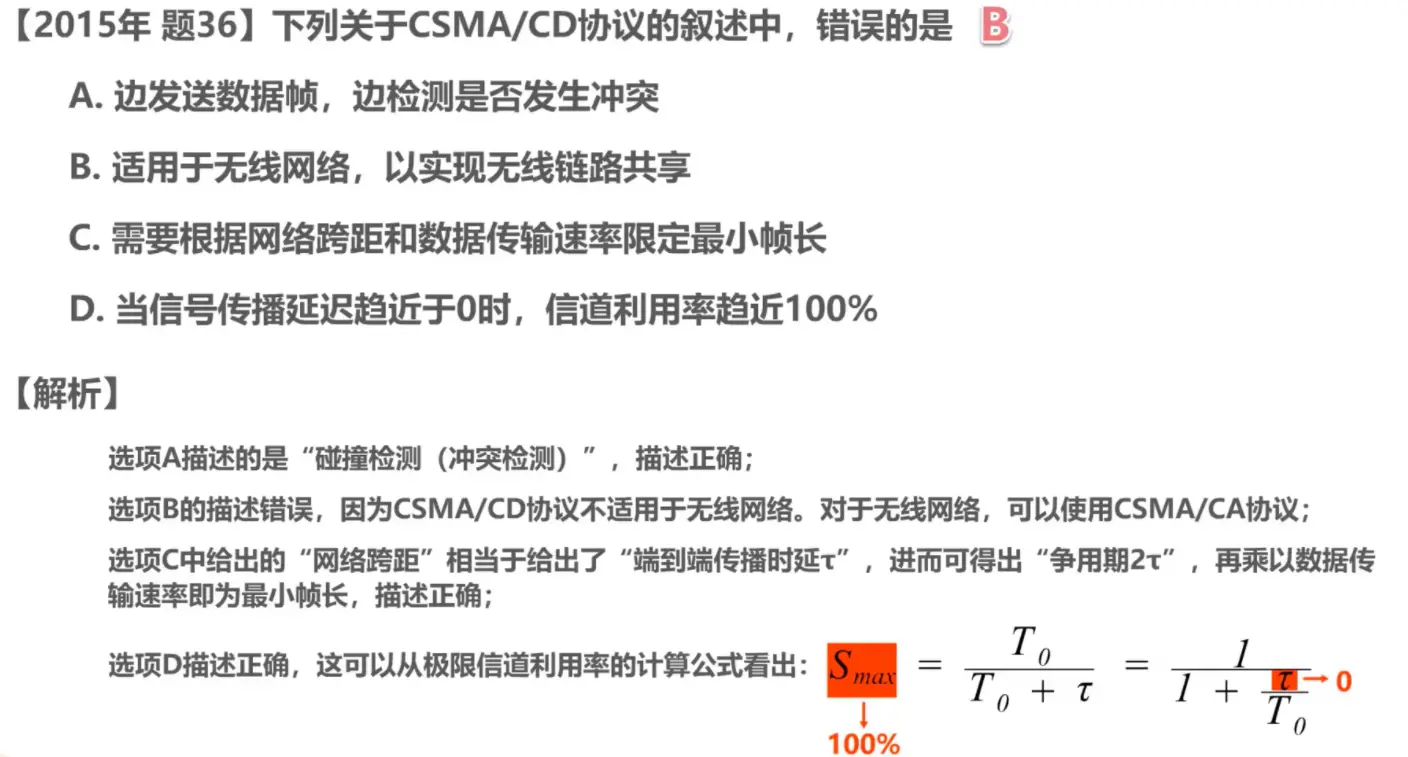 【2015年 题36】下列关于CSMA/CD协议的叙述中，错误的是 B
A. 边发送数据帧，边检测是否发生冲突
B. 适用于无线网络，以实现无线链路共享
C. 需要根据网络跨距和数据传输速率限定最小帧长
D. 当信号传播延迟趋近于0时，信道利用率趋近100%
【解析】
选项A描述的是“碰撞检测（冲突检测）”，描述正确；
选项B的描述错误，因为CSMA/CD协议不适用于无线网络。对于无线网络，可以使用CSMA/CA协议；
选项C中给出的“网络跨距”相当于给出了“端到端传播时延τ”，进而可得出“争用期2τ”，再乘以数据传
输速率即为最小帧长，描述正确；
选项D描述正确，这可以从极限信道利用率的计算公式看出： S max = T 0 / T 0 + τ = 1 / 1 + τ / T 0 → 0
↓
100%